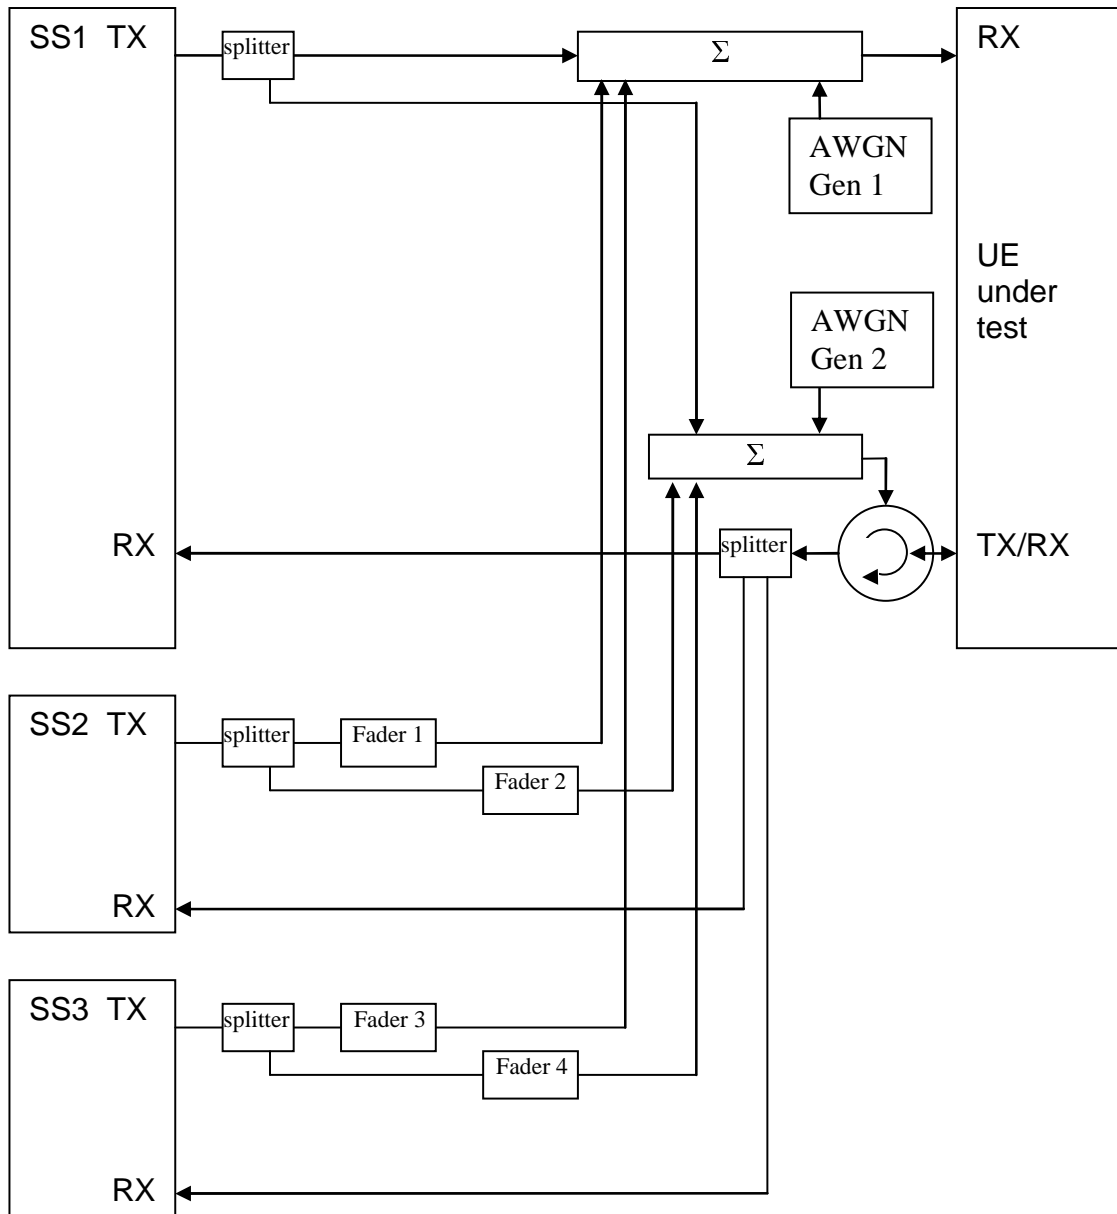 SS1 TX
splitter
Σ
RX
AWGN
Gen 1
UE
under
test
AWGN
Gen 2
Σ
RX
splitter
TX/RX
SS2 TX
splitter
Fader 1
Fader 2
RX
SS3 TX
splitter
Fader 3
Fader 4
RX